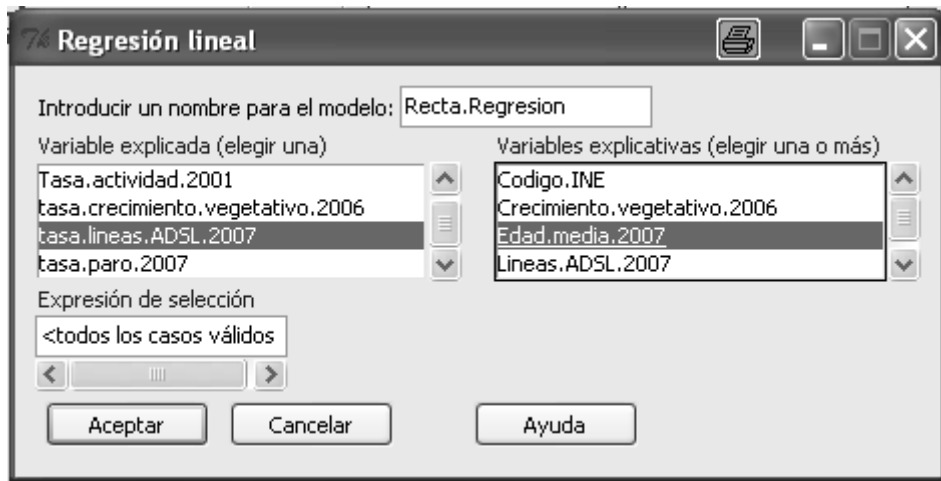 Regresión lineal
Introducir un nombre para el modelo: Recta.Regresion
Variable explicada (elegir una)
Tasa.actividad.2001
tasa.crecimiento.vegetativo.2006
tasa.lineas.ADSL.2007
tasa.paro.2007
Variables explicativas (elegir una o más)
Codigo.INE
Crecimiento.vegetativo.2006
Edad.media.2007
Lineas.ADSL.2007
Expresión de selección
<todos los casos válidos
Aceptar Cancelar Ayuda